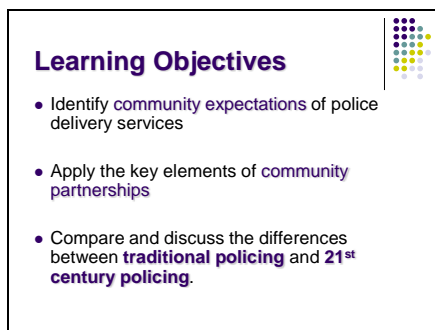 Learning Objectives
● Identify community expectations of police
delivery services
● Apply the key elements of community
partnerships
● Compare and discuss the differences
between traditional policing and 21st
century policing.